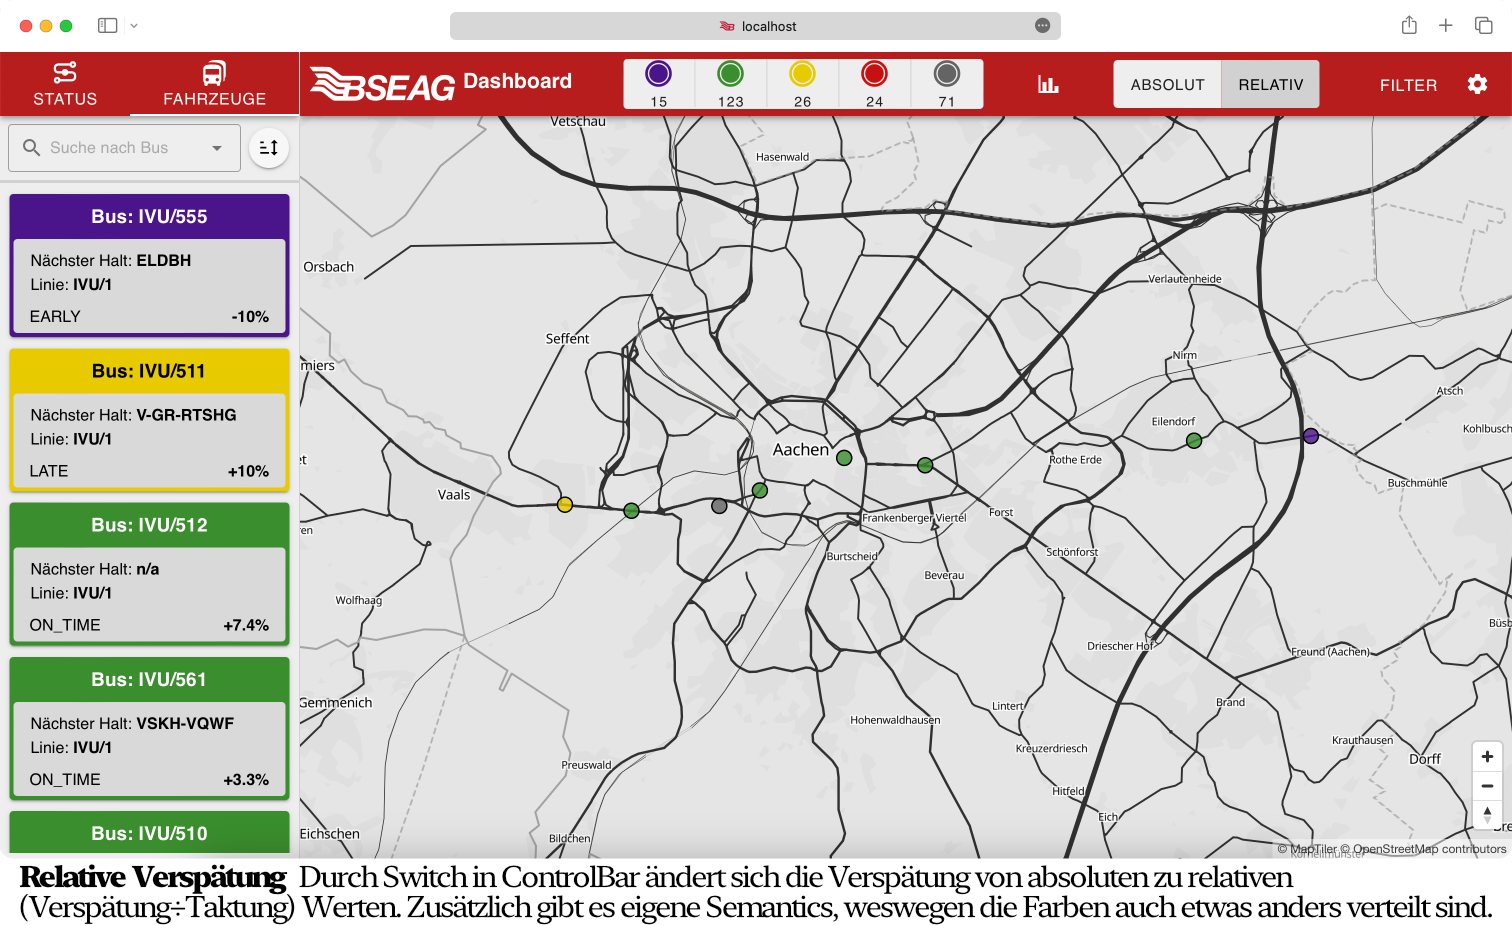 localhost
STATUS
FAHRZEUGE
BSEAG Dashboard
15
123
26
24
71
ABSOLUT
RELATIV
FILTER
Suche nach Bus
Bus: IVU/555
Nächster Halt: ELDBH
Linie: IVU/1
EARLY -10%
Bus: IVU/511
Nächster Halt: V-GR-RTSHG
Linie: IVU/1
LATE +10%
Bus: IVU/512
Nächster Halt: n/a
Linie: IVU/1
ON_TIME +7.4%
Bus: IVU/561
Nächster Halt: VSKH-VQWF
Linie: IVU/1
ON_TIME +3.3%
Bus: IVU/510
Vetschau
Hasenwald
Orsbach
Verlautenheide
Seffent
Nirm
miers
Atsch
Eilendorf
Kohlbusch
Aachen
Rothe Erde
et
Buschmühle
Vaals
Forst
Frankenberger Viertel
ren
Schönforst
Burtscheid
Beverau
Wolfhaag
Büsb
Driescher Hof
Freund (Aachen)
Gemmenich
Brand
Lintert
Hohenwaldhausen
Krauthausen
Kreuzerdriesch
Dorff
Preuswald
Hitfeld
Eich
Bre
Eichschen
Bildchen
© MapTiler © OpenStreetMap contributors
Kornelimünster
Relative Verspätung Durch Switch in ControlBar ändert sich die Verspätung von absoluten zu relativen
(Verspätung÷Taktung) Werten. Zusätzlich gibt es eigene Semantics, weswegen die Farben auch etwas anders verteilt sind.